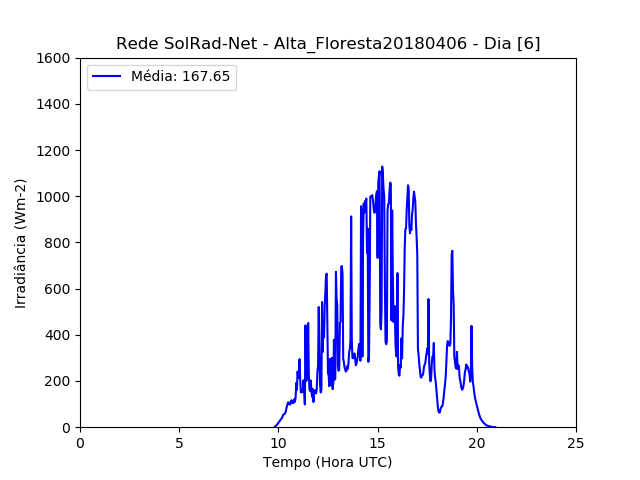 Rede SolRad-Net - Alta_Floresta20180406 - Dia [6]
Média: 167.65
Irradiância (Wm-2)
1600
1400
1200
1000
800
600
400
200
0
0 5 10 15 20 25
Tempo (Hora UTC)